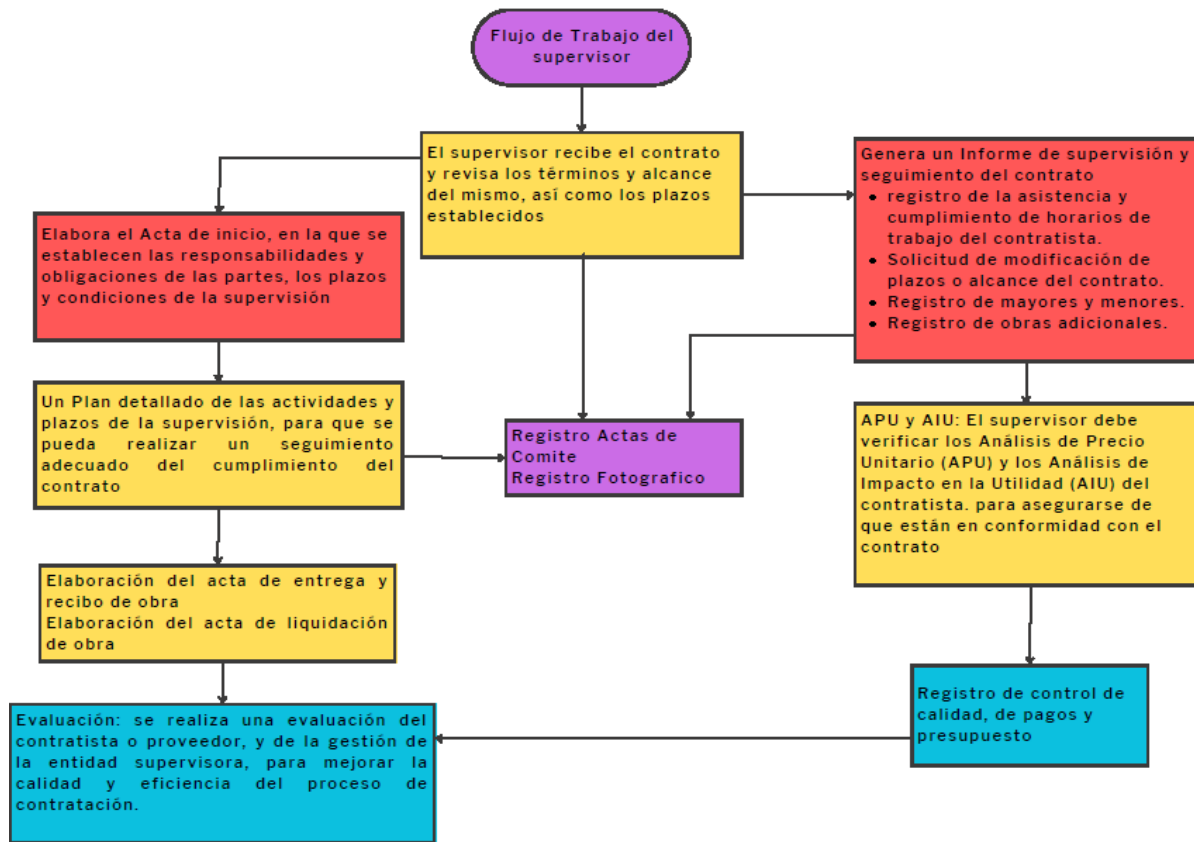 Flujo de Trabajo del
supervisor
El supervisor recibe el contrato
y revisa los términos y alcance
del mismo, así como los plazos
establecidos
Genera un Informe de supervisión y
seguimiento del contrato
• registro de la asistencia y
cumplimiento de horarios de
trabajo del contratista.
• Solicitud de modificación de
plazos o alcance del contrato.
• Registro de mayores y menores.
• Registro de obras adicionales.
Elabora el Acta de inicio, en la que se
establecen las responsabilidades y
obligaciones de las partes, los plazos
y condiciones de la supervisión
Un Plan detallado de las actividades y
plazos de la supervisión, para que se
pueda realizar un seguimiento
adecuado del cumplimiento del
contrato
Registro Actas de
Comite
Registro Fotografico
APU y AIU: El supervisor debe
verificar los Análisis de Precio
Unitario (APU) y los Análisis de
Impacto en la Utilidad (AIU) del
contratista. para asegurarse de
que están en conformidad con el
contrato
Elaboración del acta de entrega y
recibo de obra
Elaboración del acta de liquidación
de obra
Registro de control de
calidad, de pagos y
presupuesto
Evaluación: se realiza una evaluación del
contratista o proveedor, y de la gestión de
la entidad supervisora, para mejorar la
calidad y eficiencia del proceso de
contratación.